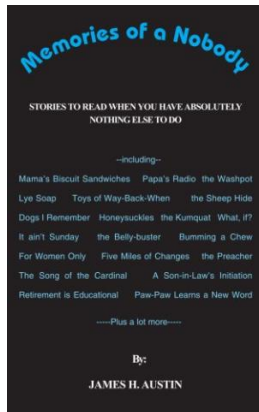 Memories of a Nobody
STORIES TO READ WHEN YOU HAVE ABSOLUTELY
NOTHING ELSE TO DO
--including--
Mama's Biscuit Sandwiches Papa's Radio the Washpot
Lye Soap Toys of Way-Back-When the Sheep Hide
Dogs I Remember Honeysuckles the Kumquat What, if?
It ain't Sunday the Belly-buster Bumming a Chew
For Women Only Five Miles of Changes the Preacher
The Song of the Cardinal A Son-in-Law's Initiation
Retirement is Educational Paw-Paw Learns a New Word
-----Plus a lot more-----
By:
JAMES H. AUSTIN